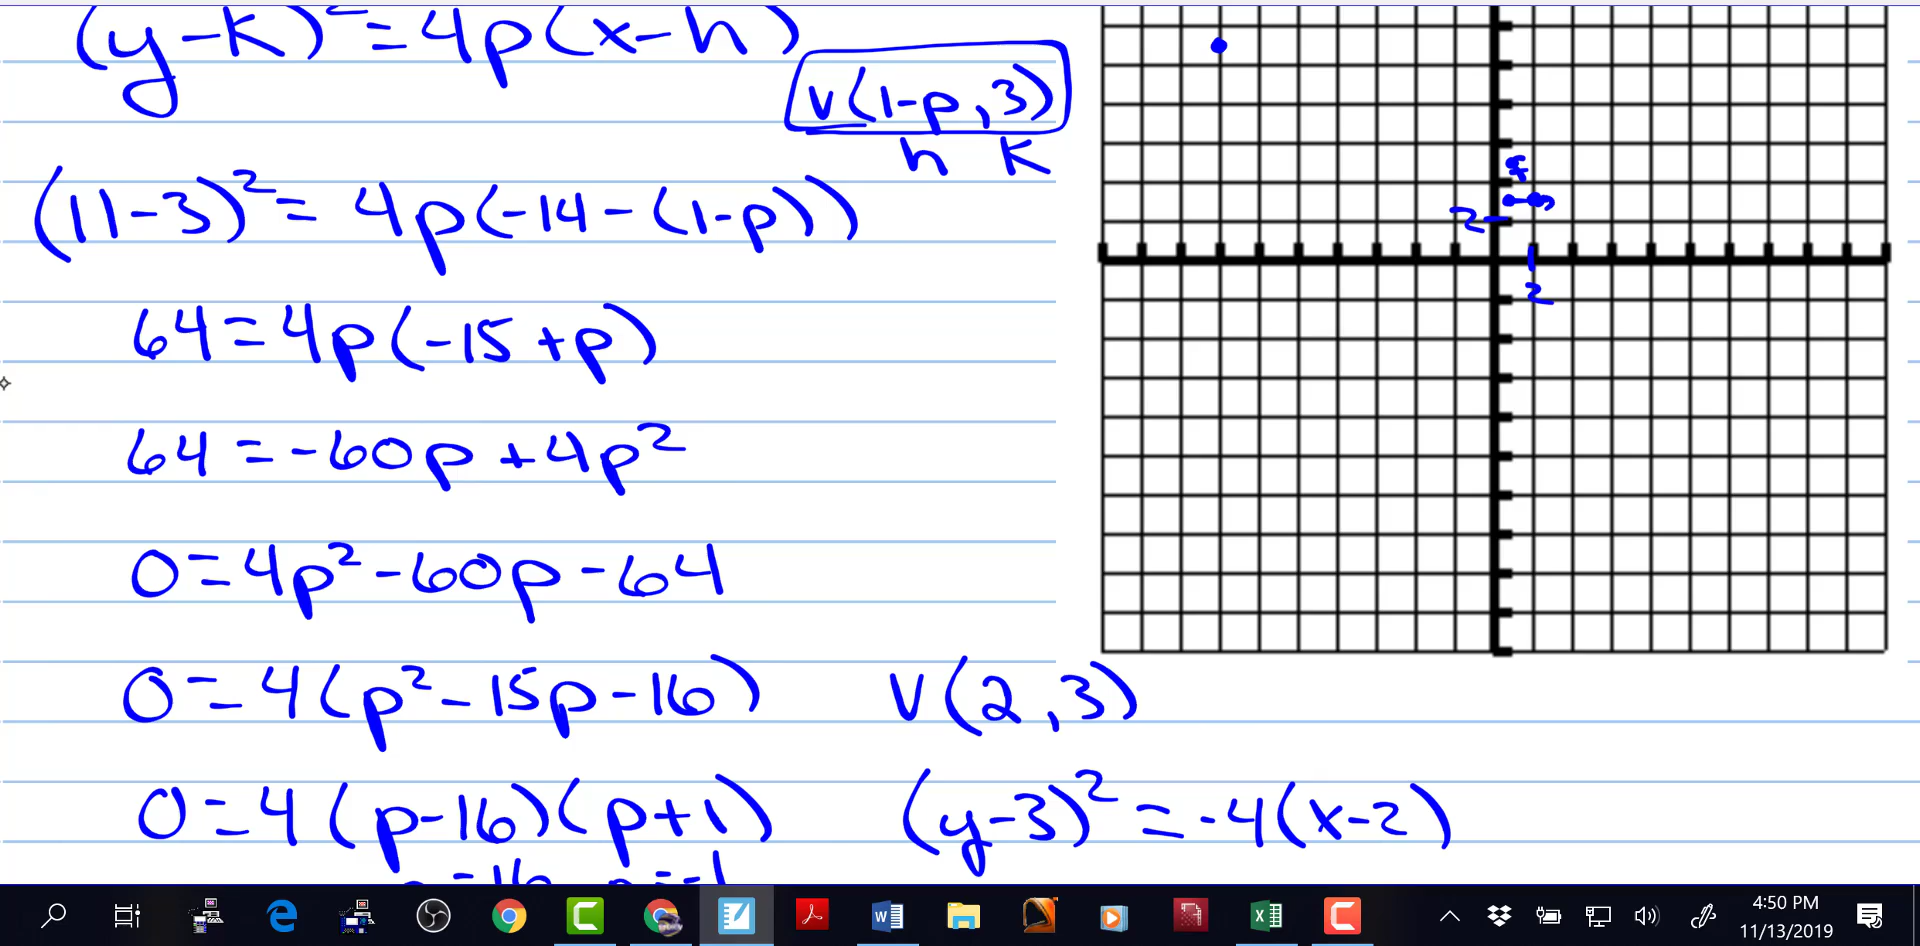 (y-k)² = 4p(x-h)
V(1-p,3)
h k
(11-3)² = 4p(-14-(1-p))
64 = 4p(-15+p)
64 = -60p+4p²
0 = 4p²-60p-64
0 = 4(p²-15p-16)
V(2,3)
0 = 4(p-16)(p+1)
(y-3)² = -4(x-2)
=16 p=-1
2
2
4:50 PM
11/13/2019